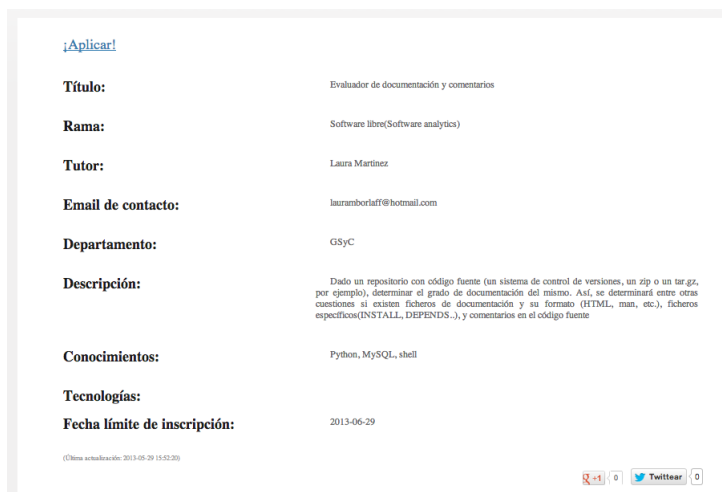 ¡Aplicar!
Título: Evaluador de documentación y comentarios
Rama: Software libre(Software analytics)
Tutor: Laura Martinez
Email de contacto: lauramborlaff@hotmail.com
Departamento: GSyC
Descripción: Dado un repositorio con código fuente (un sistema de control de versiones, un zip o un tar.gz,
por ejemplo), determinar el grado de documentación del mismo. Así, se determinará entre otras
cuestiones si existen ficheros de documentación y su formato (HTML, man, etc.), ficheros
específicos(INSTALL, DEPENDS..), y comentarios en el código fuente
Conocimientos: Python, MySQL, shell
Tecnologías:
Fecha límite de inscripción: 2013-06-29
(Última actualización: 2013-05-29 15:52:20)
+1 0 Twittear 0